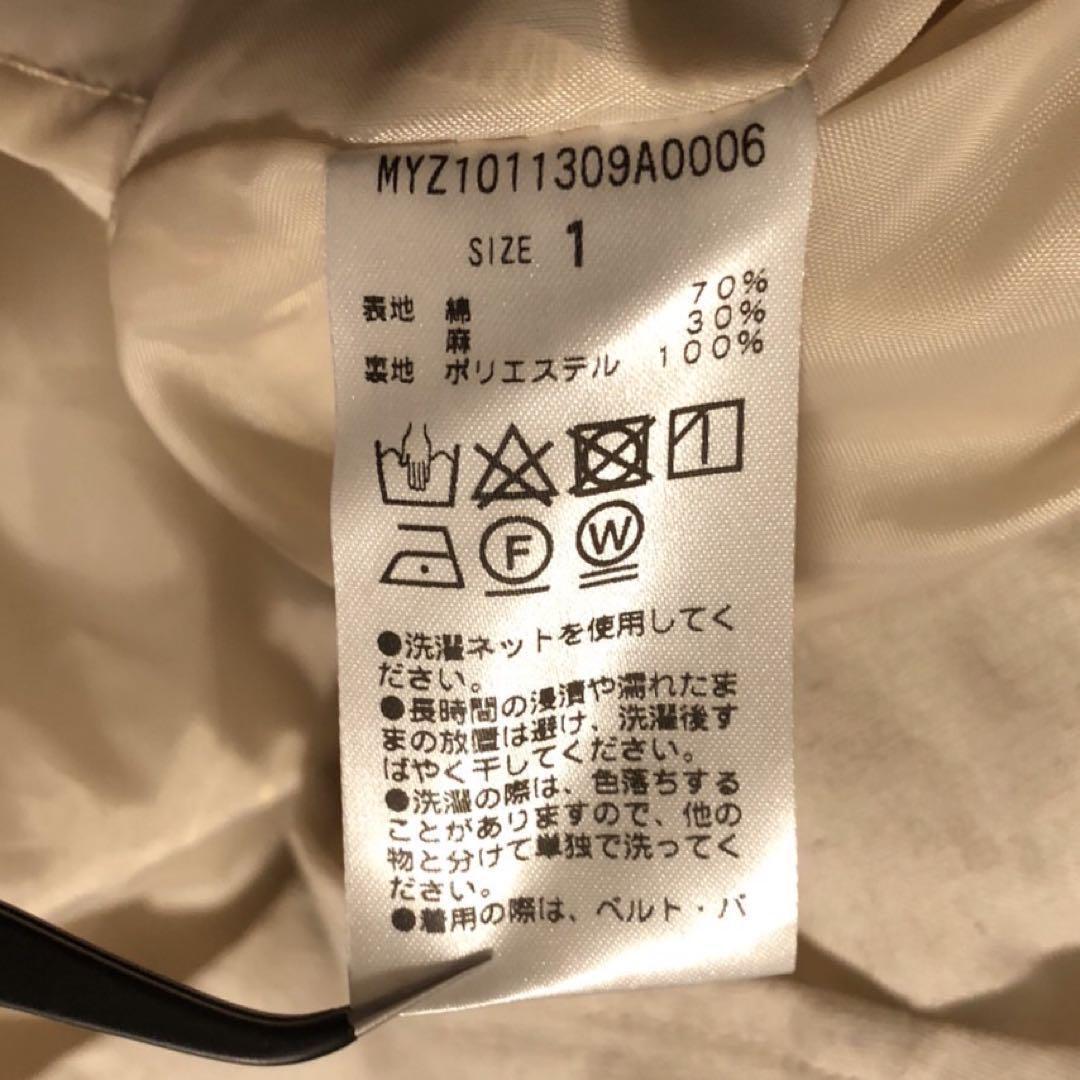 MYZ1011309A0006
SIZE 1
表地 綿 70%
麻 30%
裏地 ポリエステル 100%
1
F
W
●洗濯ネットを使用してく
ださい。
●長時間の浸漬や濡れたま
まの放置は避け、洗濯後す
ばやく干してください。
●洗濯の際は、色落ちする
ことがありますので、他の
物と分けて単独で洗ってく
ださい。
●着用の際は、ベルト・バ